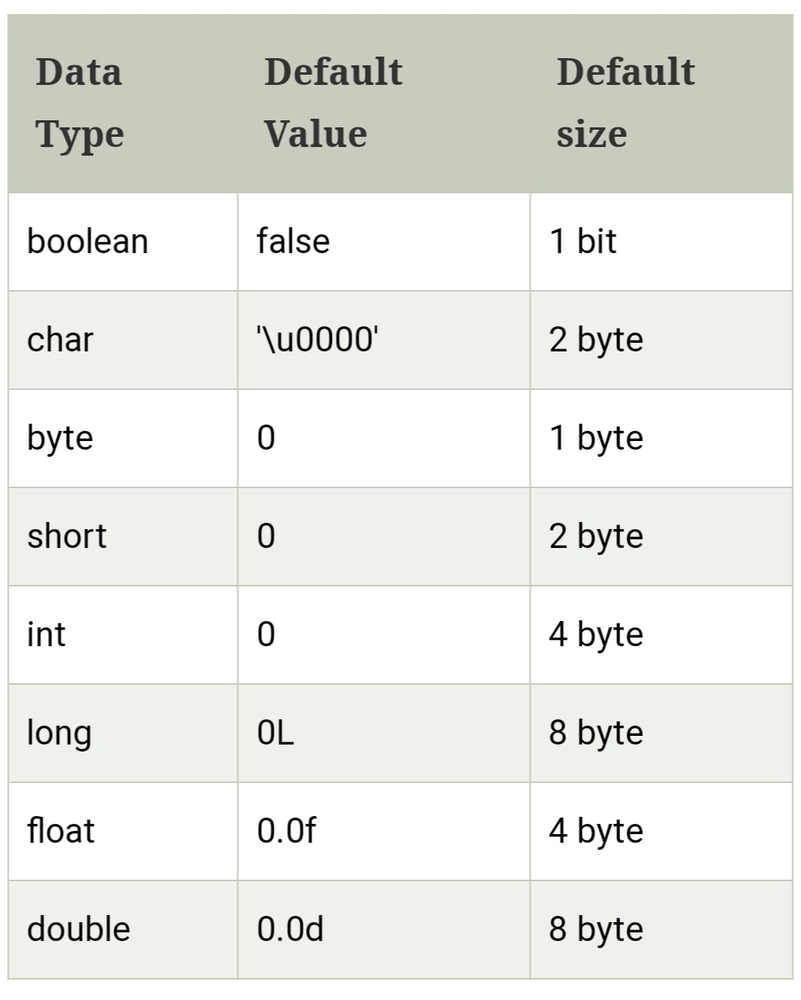 Data Type Default Value Default size
boolean false 1 bit
char '\u0000' 2 byte
byte 0 1 byte
short 0 2 byte
int 0 4 byte
long 0L 8 byte
float 0.0f 4 byte
double 0.0d 8 byte